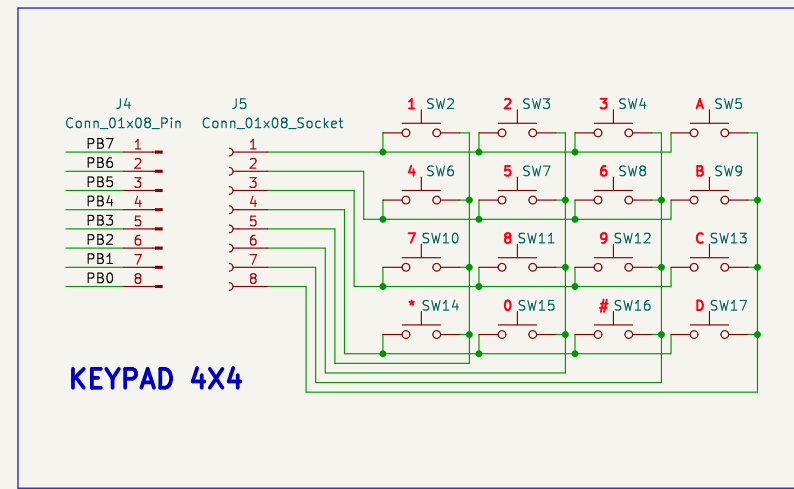 J4
Conn_01x08_Pin
PB7 1
PB6 2
PB5 3
PB4 4
PB3 5
PB2 6
PB1 7
PB0 8
J5
Conn_01x08_Socket
1
2
3
4
5
6
7
8
1 SW2 2 SW3 3 SW4 A SW5
4 SW6 5 SW7 6 SW8 B SW9
7 SW10 8 SW11 9 SW12 C SW13
* SW14 0 SW15 # SW16 D SW17
KEYPAD 4X4